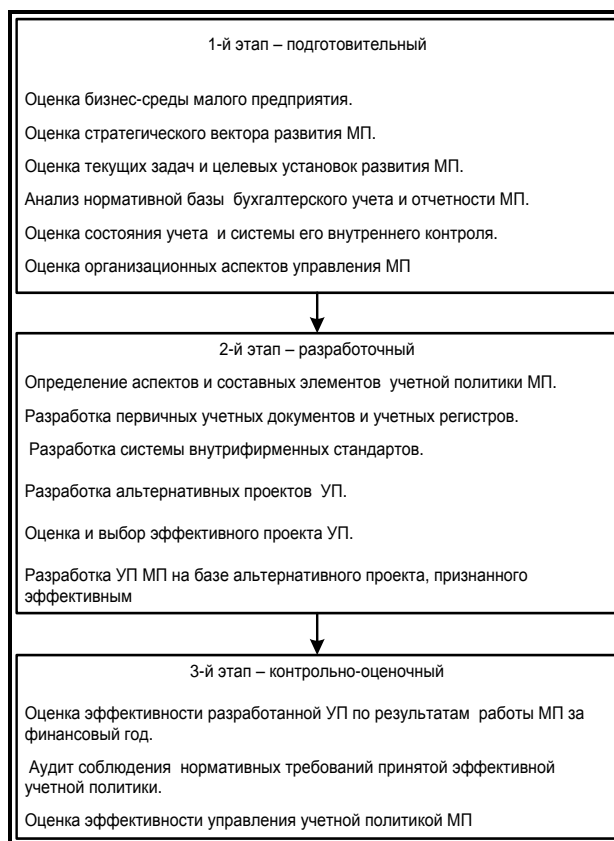 1-й этап – подготовительный
Оценка бизнес-среды малого предприятия.
Оценка стратегического вектора развития МП.
Оценка текущих задач и целевых установок развития МП.
Анализ нормативной базы бухгалтерского учета и отчетности МП.
Оценка состояния учета и системы его внутреннего контроля.
Оценка организационных аспектов управления МП
2-й этап – разработочный
Определение аспектов и составных элементов учетной политики МП.
Разработка первичных учетных документов и учетных регистров.
Разработка системы внутрифирменных стандартов.
Разработка альтернативных проектов УП.
Оценка и выбор эффективного проекта УП.
Разработка УП МП на базе альтернативного проекта, признанного
эффективным
3-й этап – контрольно-оценочный
Оценка эффективности разработанной УП по результатам работы МП за
финансовый год.
Аудит соблюдения нормативных требований принятой эффективной
учетной политики.
Оценка эффективности управления учетной политикой МП